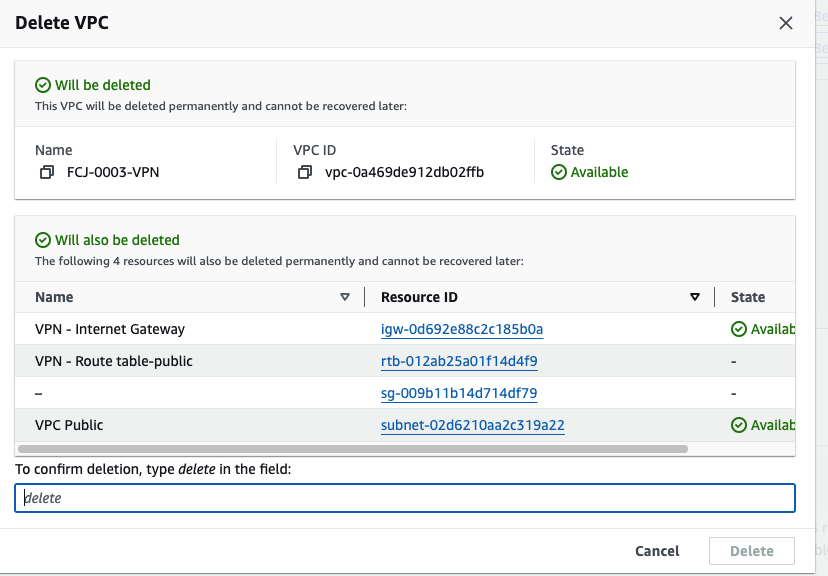 Delete VPC
Will be deleted
This VPC will be deleted permanently and cannot be recovered later:
Name VPC ID State
FCJ-0003-VPN vpc-0a469de912db02ffb Available
Will also be deleted
The following 4 resources will also be deleted permanently and cannot be recovered later:
Name Resource ID State
VPN - Internet Gateway igw-0d692e88c2c185b0a Availab
VPN - Route table-public rtb-012ab25a01f14d4f9 -
– sg-009b11b14d714df79 -
VPC Public subnet-02d6210aa2c319a22 Availab
To confirm deletion, type delete in the field:
delete
Cancel Delete